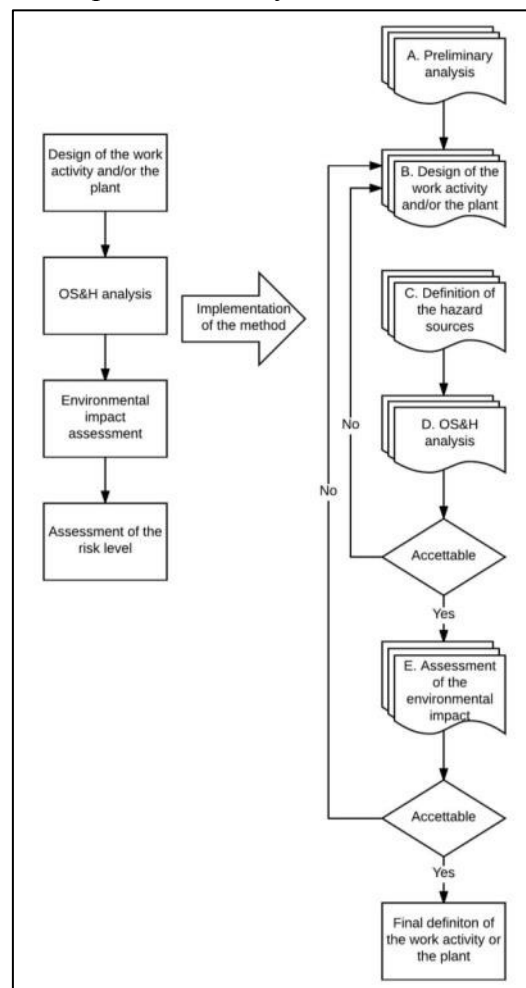 Design of the work
activity and/or the
plant
OS&H analysis
Environmental
impact
assessment
Assessment of the
risk level
Implementation
of the method
A. Preliminary
analysis
B. Design of the
work activity
and/or the plant
C. Definition of
the hazard
sources
D. OS&H
analysis
No
No
Accettable
Yes
E. Assessment
of the
environmental
impact
Accettable
Yes
Final definiton of
the work activity or
the plant